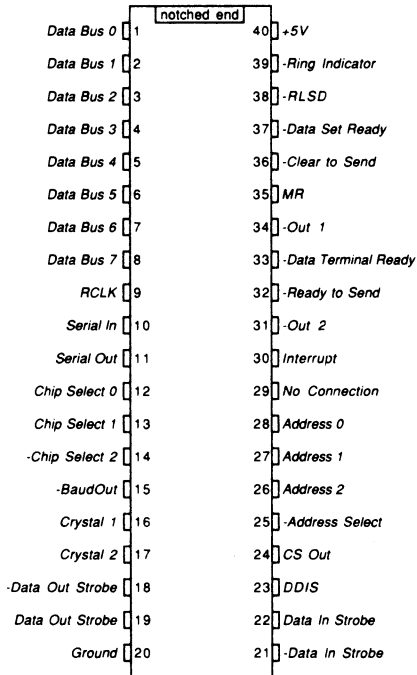 notched end
Data Bus 0 1 40 +5V
Data Bus 1 2 39 -Ring Indicator
Data Bus 2 3 38 -RLSD
Data Bus 3 4 37 -Data Set Ready
Data Bus 4 5 36 -Clear to Send
Data Bus 5 6 35 MR
Data Bus 6 7 34 -Out 1
Data Bus 7 8 33 -Data Terminal Ready
RCLK 9 32 -Ready to Send
Serial In 10 31 -Out 2
Serial Out 11 30 Interrupt
Chip Select 0 12 29 No Connection
Chip Select 1 13 28 Address 0
-Chip Select 2 14 27 Address 1
-BaudOut 15 26 Address 2
Crystal 1 16 25 -Address Select
Crystal 2 17 24 CS Out
-Data Out Strobe 18 23 DDIS
Data Out Strobe 19 22 Data In Strobe
Ground 20 21 -Data In Strobe